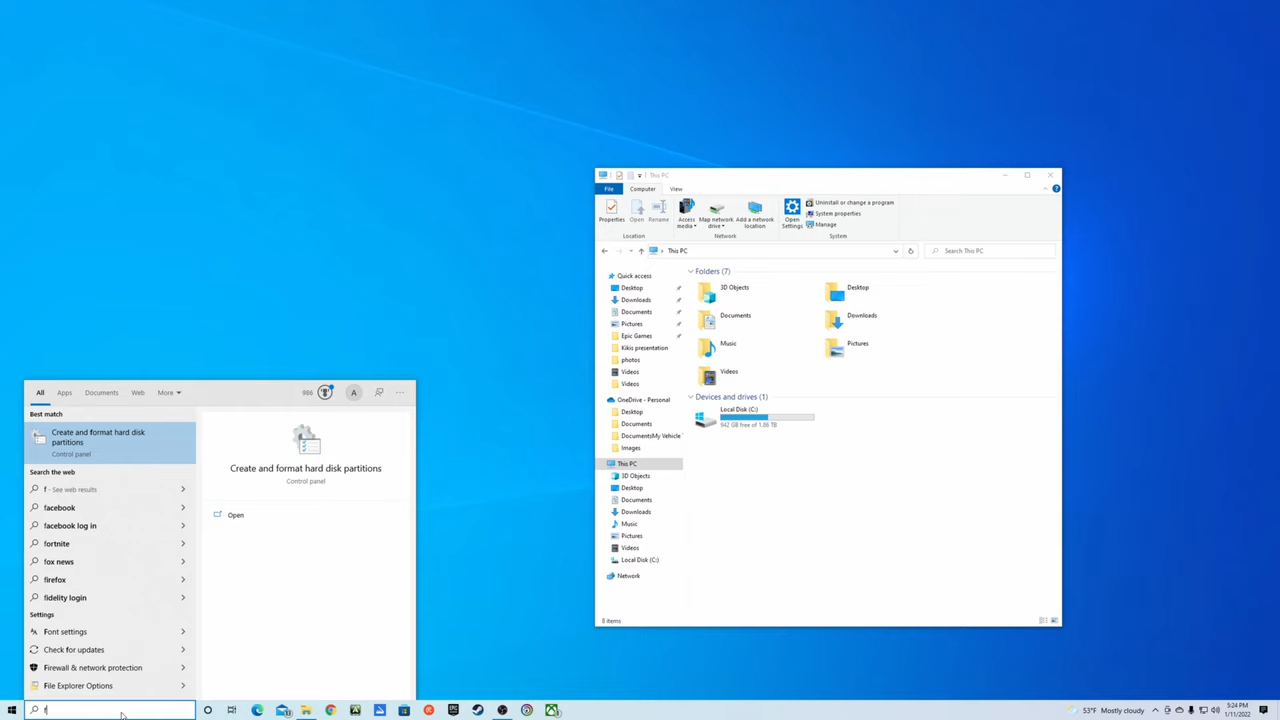 This PC
File
Computer
View
Properties
Open
Rename
Access media
Map network drive
Add a network location
Open Settings
Uninstall or change a program
System properties
Manage
Location
Network
System
This PC
Search This PC
Quick access
Desktop
Downloads
Documents
Pictures
Epic Games
Kikis presentation
photos
Videos
Videos
OneDrive - Personal
Desktop
Documents
DocumentsMy Vehicle
Images
This PC
3D Objects
Desktop
Documents
Downloads
Music
Pictures
Videos
Local Disk (C:)
Network
Folders (7)
3D Objects
Desktop
Documents
Downloads
Music
Pictures
Videos
Devices and drives (1)
Local Disk (C:)
942 GB free of 1.86 TB
8 items
All
Apps
Documents
Web
More
986
A
Best match
Create and format hard disk
partitions
Control panel
Search the web
f - See web results
facebook
facebook log in
fortnite
fox news
firefox
fidelity login
Settings
Font settings
Check for updates
Firewall & network protection
File Explorer Options
Create and format hard disk partitions
Control panel
Open
f
53°F Mostly cloudy
5:24 PM
1/11/2022